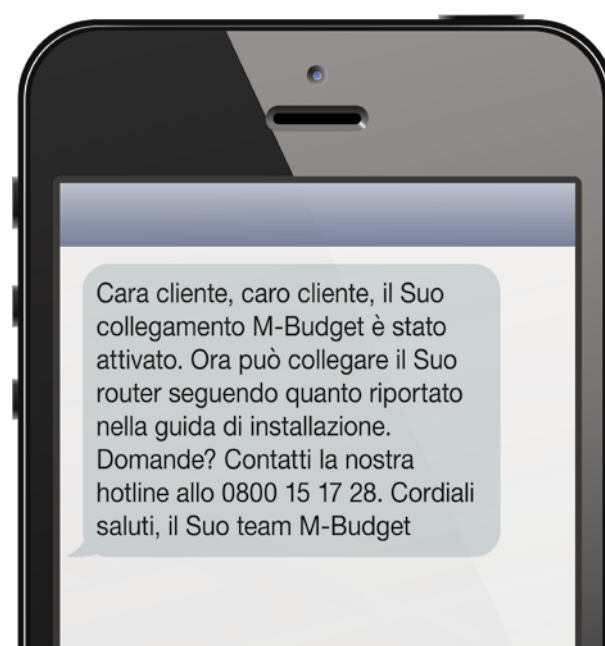 Cara cliente, caro cliente, il Suo
collegamento M-Budget è stato
attivato. Ora può collegare il Suo
router seguendo quanto riportato
nella guida di installazione.
Domande? Contatti la nostra
hotline allo 0800 15 17 28. Cordiali
saluti, il Suo team M-Budget